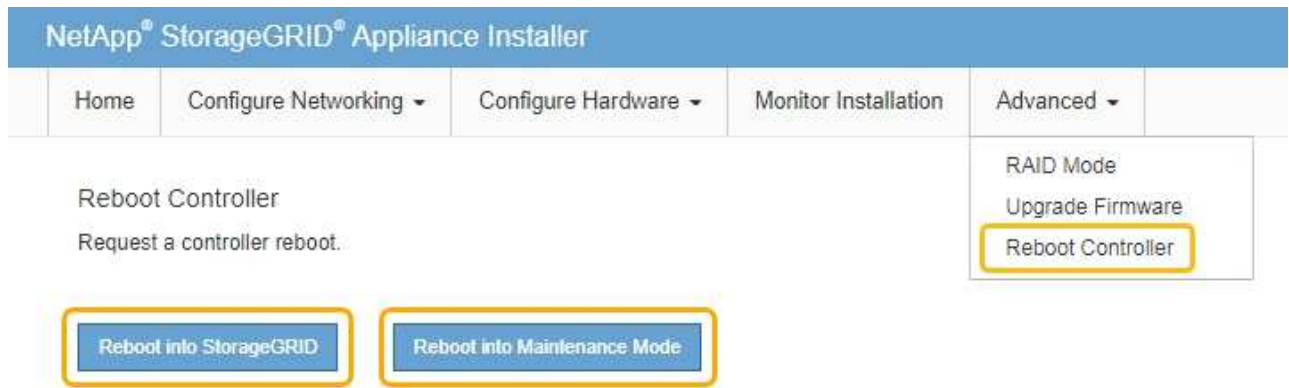 NetApp® StorageGRID® Appliance Installer
Home Configure Networking Configure Hardware Monitor Installation Advanced
RAID Mode
Upgrade Firmware
Reboot Controller
Reboot Controller
Request a controller reboot.
Reboot into StorageGRID Reboot into Maintenance Mode